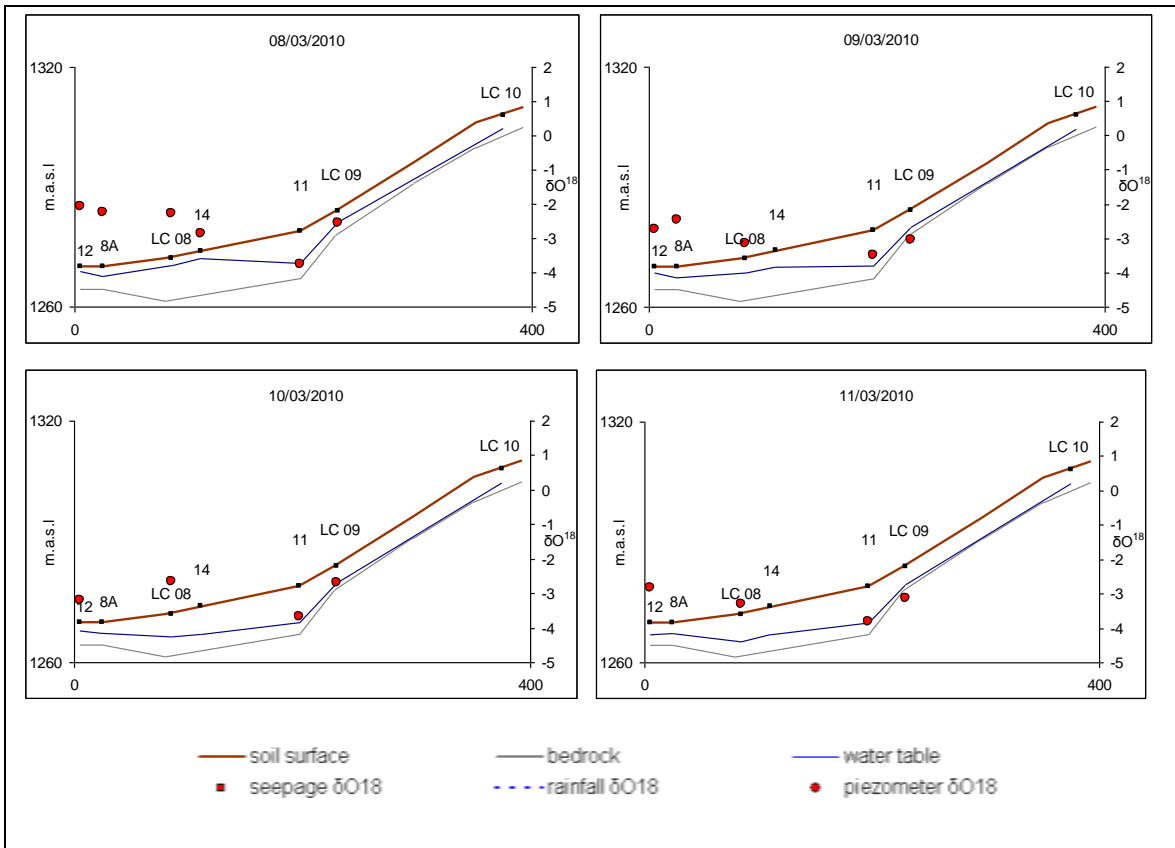 08/03/2010
1320
2
1
0
-1
-2
-3
-4
-5
m.a.s.l
δO18
LC 10
LC 09
11
14
LC 08
12
8A
1260
0
400
09/03/2010
1320
2
1
0
-1
-2
-3
-4
-5
m.a.s.l
δO18
LC 10
LC 09
11
14
LC 08
12
8A
1260
0
400
10/03/2010
1320
2
1
0
-1
-2
-3
-4
-5
m.a.s.l
δO18
LC 10
LC 09
11
14
LC 08
12
8A
1260
0
400
11/03/2010
1320
2
1
0
-1
-2
-3
-4
-5
m.a.s.l
δO18
LC 10
LC 09
11
14
LC 08
12
8A
1260
0
400
soil surface bedrock water table
seepage δO18 rainfall δO18 piezometer δO18